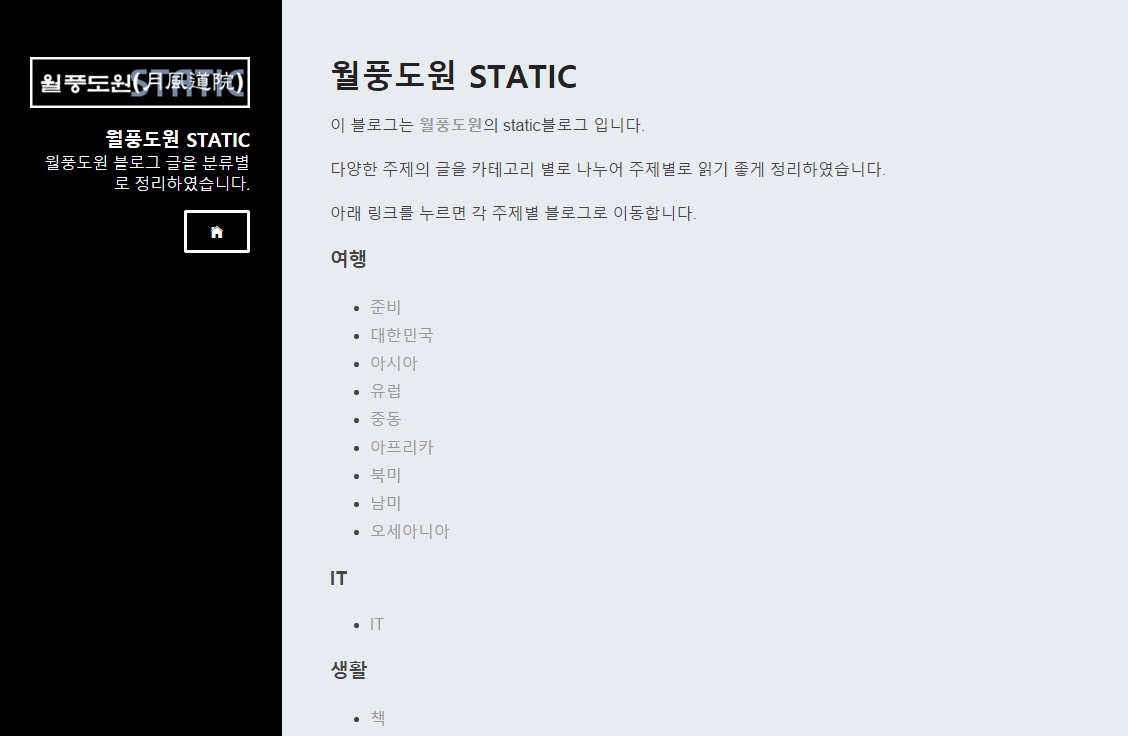 월풍도원(月風道院)
STATIC
월풍도원 STATIC
월풍도원 블로그 글을 분류별
로 정리하였습니다.
월풍도원 STATIC
이 블로그는 월풍도원의 static블로그 입니다.
다양한 주제의 글을 카테고리 별로 나누어 주제별로 읽기 좋게 정리하였습니다.
아래 링크를 누르면 각 주제별 블로그로 이동합니다.
여행
준비
대한민국
아시아
유럽
중동
아프리카
북미
남미
오세아니아
IT
IT
생활
책